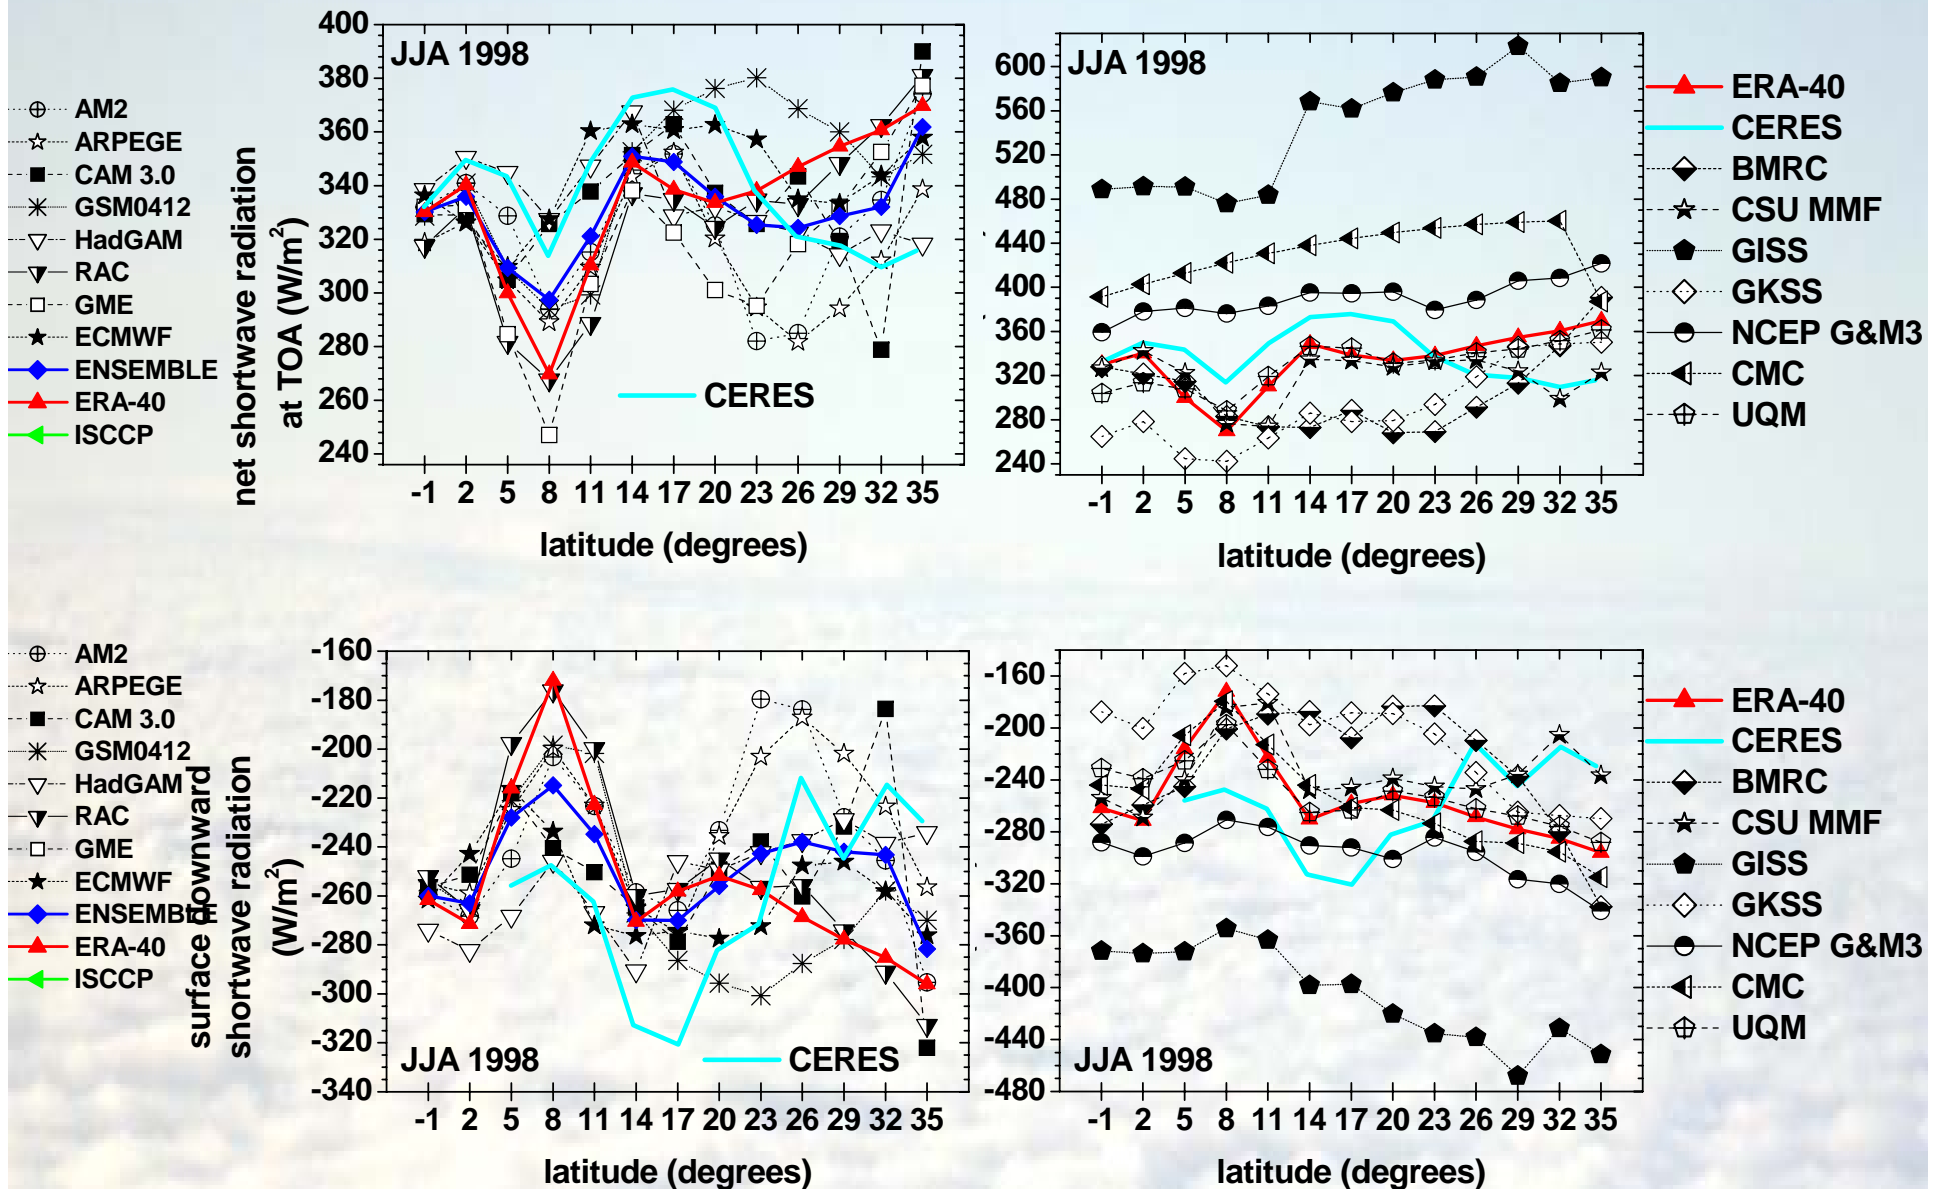 JJA 1998
400
380
360
340
320
300
280
260
240
net shortwave radiation
at TOA (W/m²)
-1 2 5 8 11 14 17 20 23 26 29 32 35
latitude (degrees)
CERES
AM2
ARPEGE
CAM 3.0
GSM0412
HadGAM
RAC
GME
ECMWF
ENSEMBLE
ERA-40
ISCCP
JJA 1998
600
560
520
480
440
400
360
320
280
240
-1 2 5 8 11 14 17 20 23 26 29 32 35
latitude (degrees)
ERA-40
CERES
BMRC
CSU MMF
GISS
GKSS
NCEP G&M3
CMC
UQM
AM2
ARPEGE
CAM 3.0
GSM0412
HadGAM
RAC
GME
ECMWF
ENSEMBLE
ERA-40
ISCCP
surface downward
shortwave radiation
(W/m²)
-160
-180
-200
-220
-240
-260
-280
-300
-320
-340
JJA 1998
CERES
-1 2 5 8 11 14 17 20 23 26 29 32 35
latitude (degrees)
-160
-200
-240
-280
-320
-360
-400
-440
-480
JJA 1998
-1 2 5 8 11 14 17 20 23 26 29 32 35
latitude (degrees)
ERA-40
CERES
BMRC
CSU MMF
GISS
GKSS
NCEP G&M3
CMC
UQM